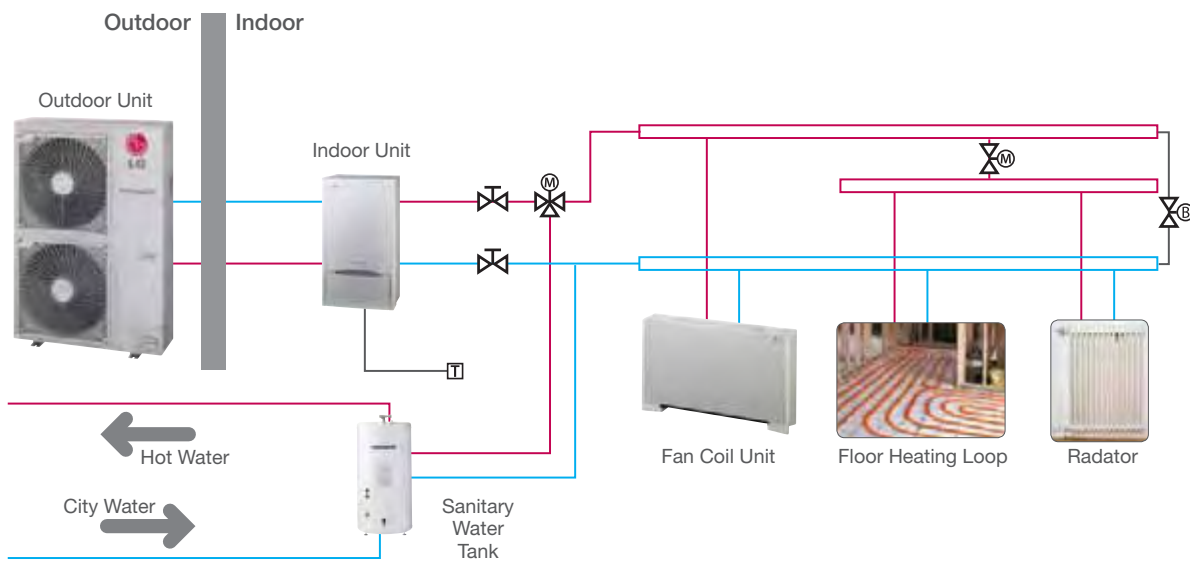 Outdoor
Indoor
Outdoor Unit
LG
Indoor Unit
M
M
B
T
Hot Water
City Water
Sanitary
Water
Tank
Fan Coil Unit
Floor Heating Loop
Radator